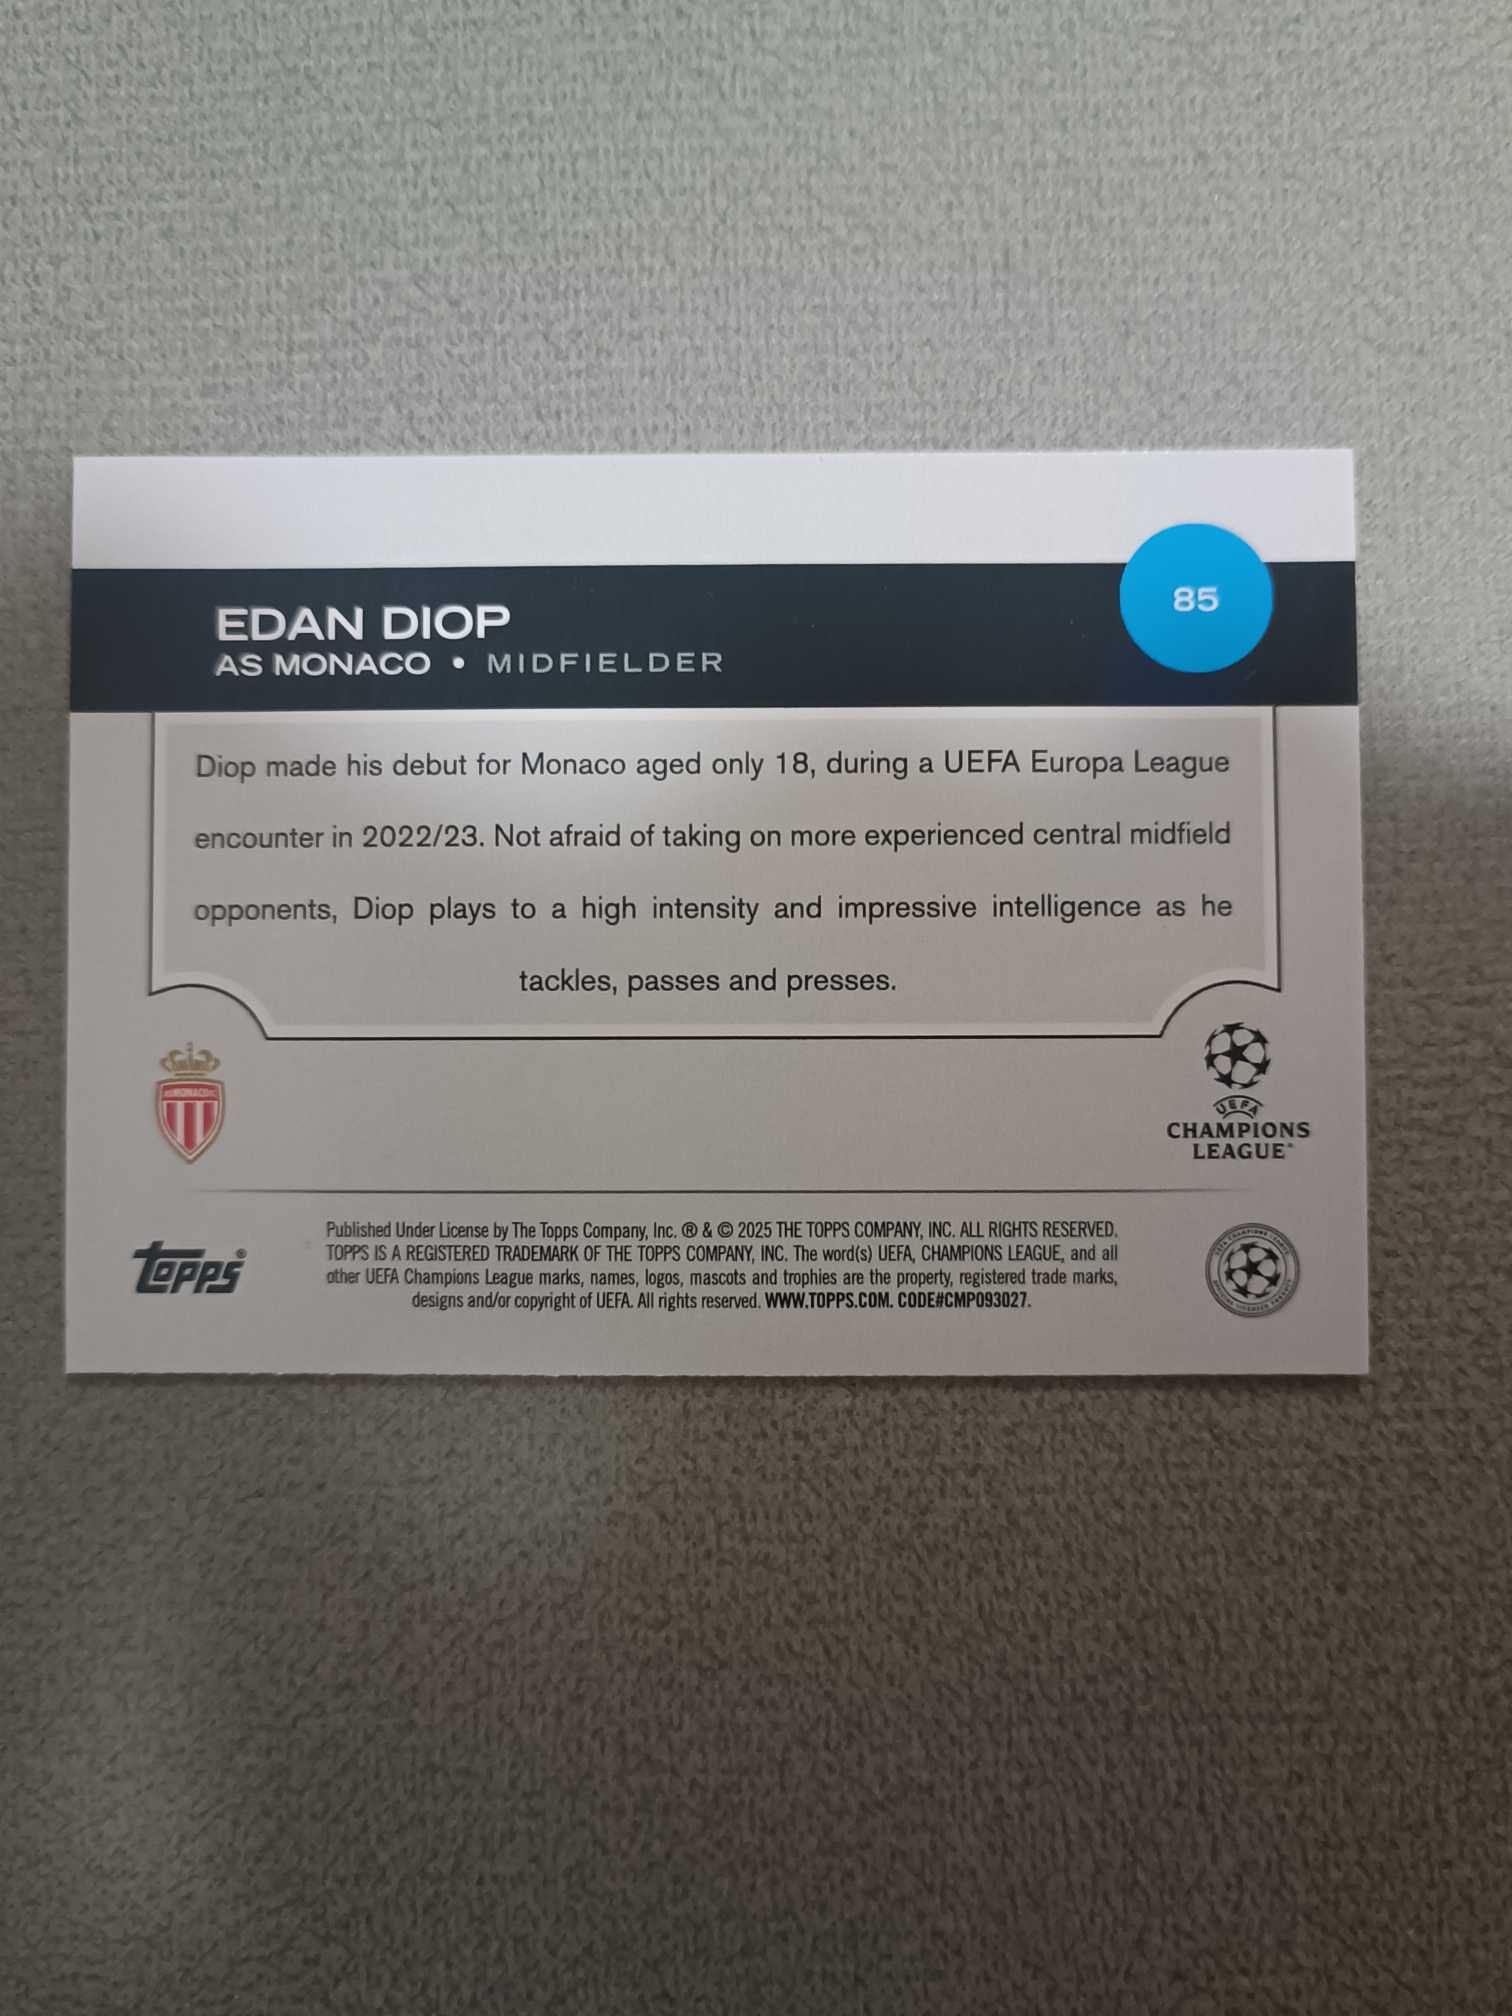 EDAN DIOP
AS MONACO • MIDFIELDER
85
Diop made his debut for Monaco aged only 18, during a UEFA Europa League
encounter in 2022/23. Not afraid of taking on more experienced central midfield
opponents, Diop plays to a high intensity and impressive intelligence as he
tackles, passes and presses.
AS MONACO FC
UEFA
CHAMPIONS
LEAGUE®
topps®
Published Under License by The Topps Company, Inc. ® & © 2025 THE TOPPS COMPANY, INC. ALL RIGHTS RESERVED.
TOPPS IS A REGISTERED TRADEMARK OF THE TOPPS COMPANY, INC. The word(s) UEFA, CHAMPIONS LEAGUE, and all
other UEFA Champions League marks, names, logos, mascots and trophies are the property, registered trade marks,
designs and/or copyright of UEFA. All rights reserved. WWW.TOPPS.COM. CODE#CMP093027.